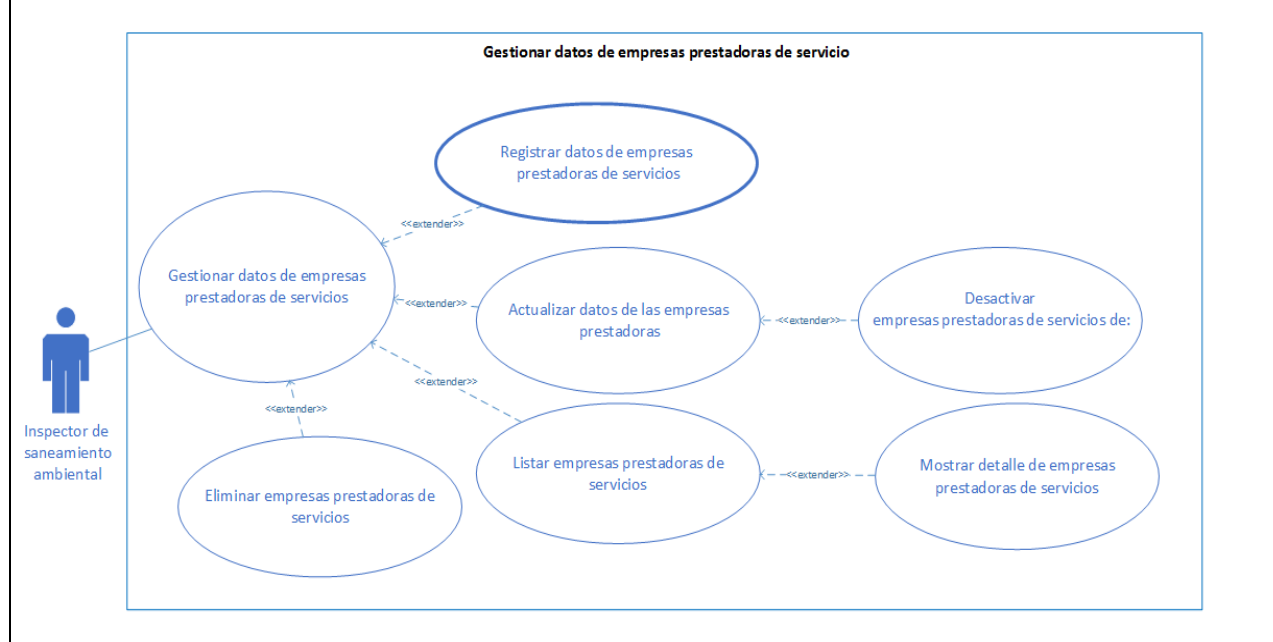 Gestionar datos de empresas prestadoras de servicio
Registrar datos de empresas
prestadoras de servicios
<<extender>>
Gestionar datos de empresas
prestadoras de servicios
<<extender>>
Actualizar datos de las empresas
prestadoras
<<extender>>
Desactivar
empresas prestadoras de servicios de:
<<extender>>
<<extender>>
Inspector de
saneamiento
ambiental
Eliminar empresas prestadoras de
servicios
Listar empresas prestadoras de
servicios
<<extender>>
Mostrar detalle de empresas
prestadoras de servicios